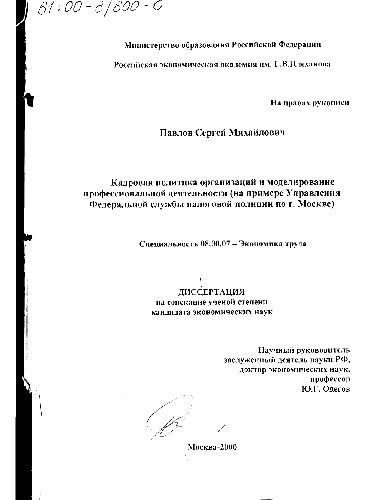 61:00-8/800-6
Министерство образования Российской Федерации
Российская экономическая академия им. Г.В.Плеханова
На правах рукописи
Павлов Сергей Михайлович
Кадровая политика организаций и моделирование
профессиональной деятельности (на примере Управления
Федеральной службы налоговой полиции по г. Москве)
Специальность 08.00.07 – Экономика труда
ДИССЕРТАЦИЯ
на соискание ученой степени
кандидата экономических наук
Научный руководитель
заслуженный деятель науки РФ,
доктор экономических наук,
профессор
Ю.Г. Одегов
Москва-2000